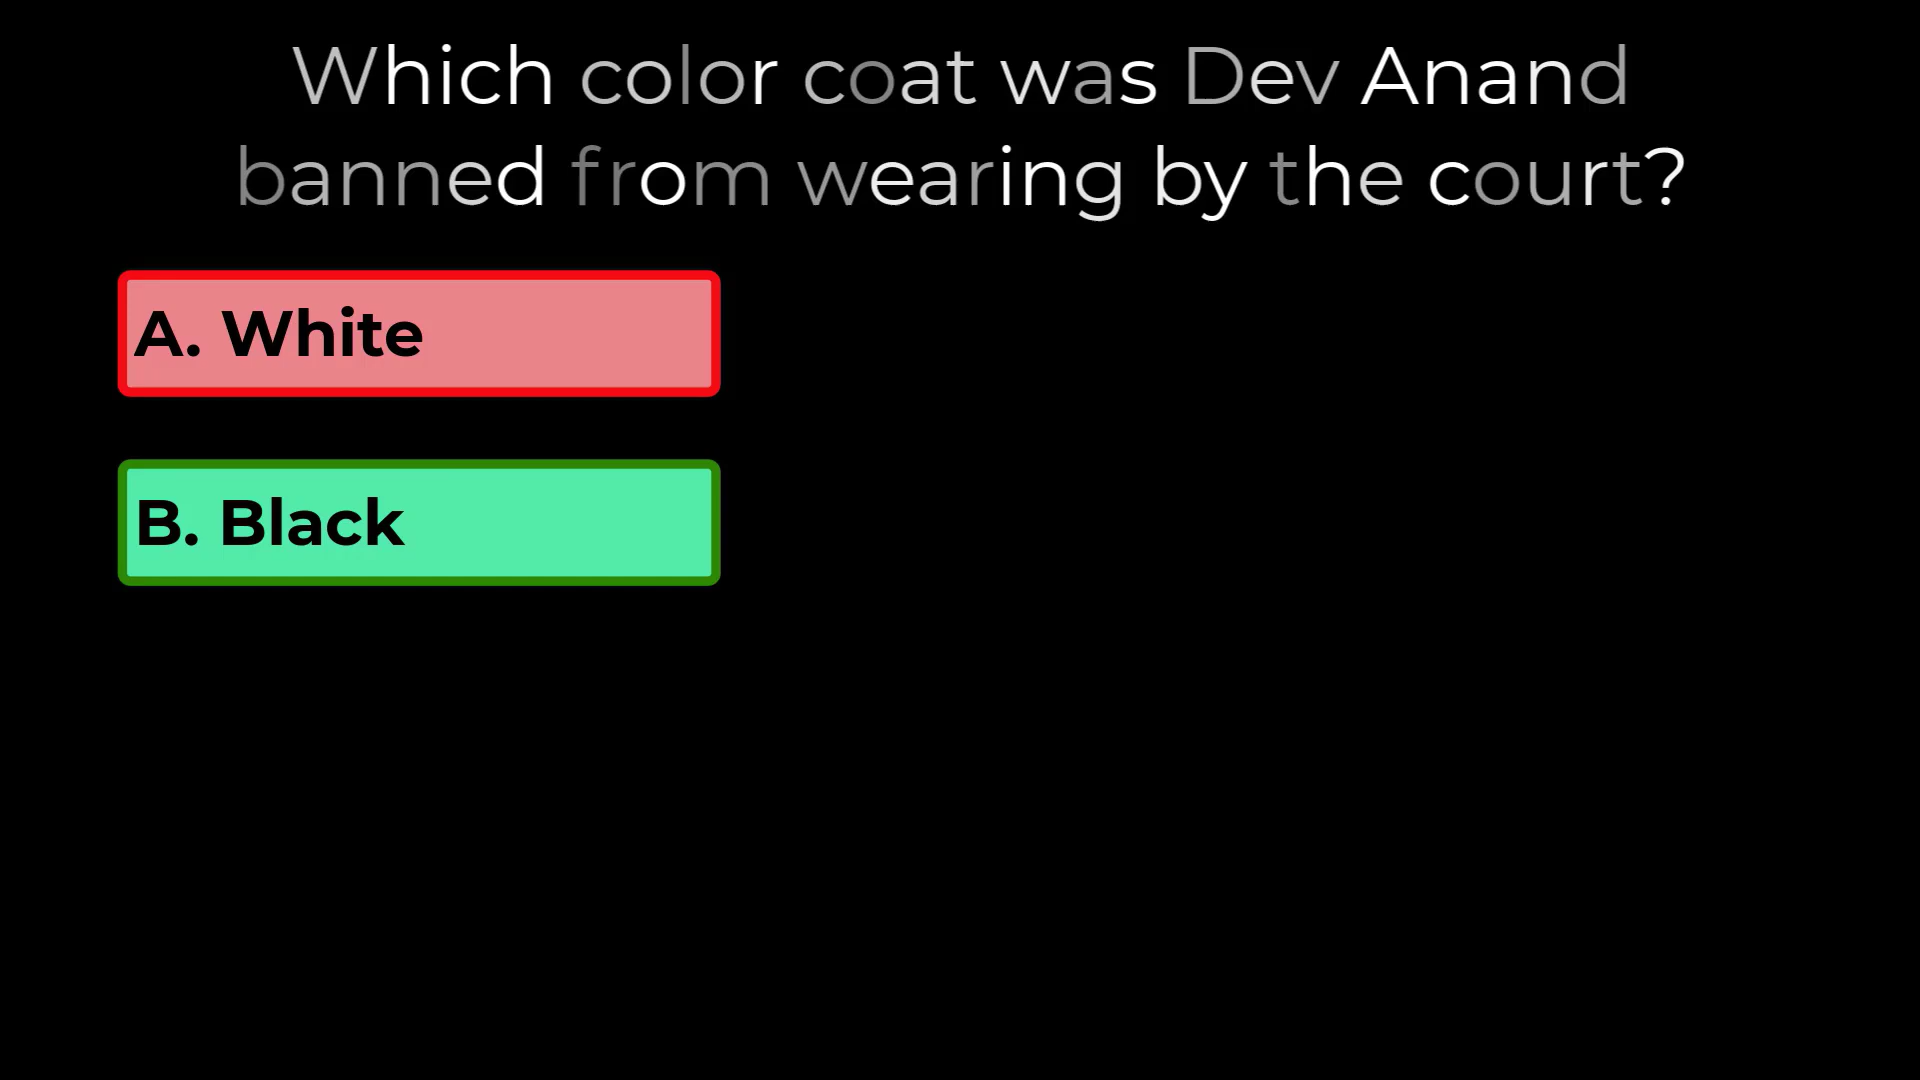 Which color coat was Dev Anand
banned from wearing by the court?
A. White
B. Black